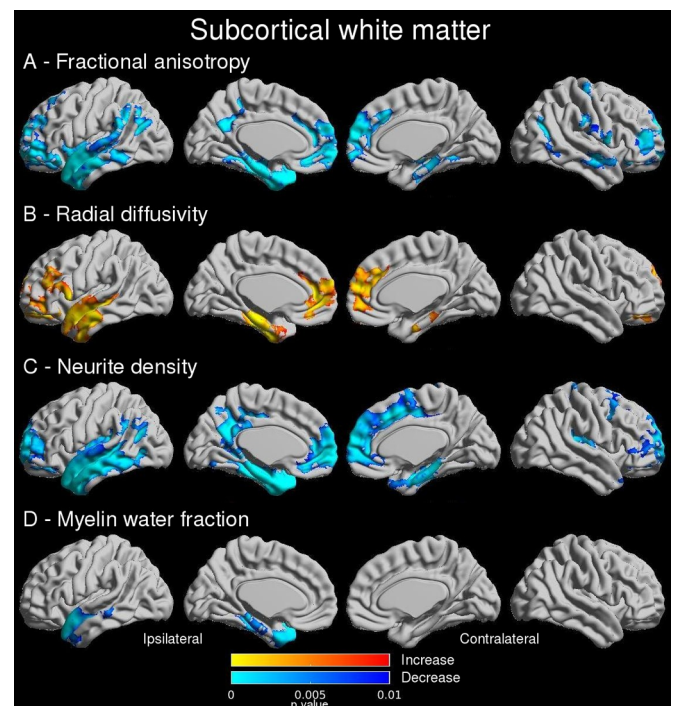 Subcortical white matter
A - Fractional anisotropy
B - Radial diffusivity
C - Neurite density
D - Myelin water fraction
Ipsilateral
Contralateral
Increase
Decrease
0 0.005 0.01
p value